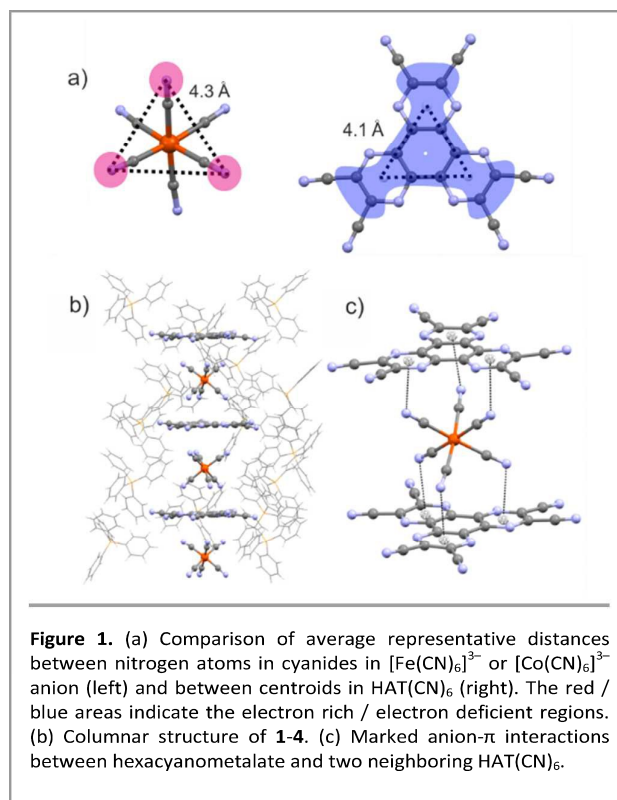 a)
4.3 Å
4.1 Å
b)
c)
Figure 1. (a) Comparison of average representative distances
between nitrogen atoms in cyanides in [Fe(CN)₆]³⁻ or [Co(CN)₆]³⁻
anion (left) and between centroids in HAT(CN)₆ (right). The red /
blue areas indicate the electron rich / electron deficient regions.
(b) Columnar structure of 1-4. (c) Marked anion-π interactions
between hexacyanometalate and two neighboring HAT(CN)₆.